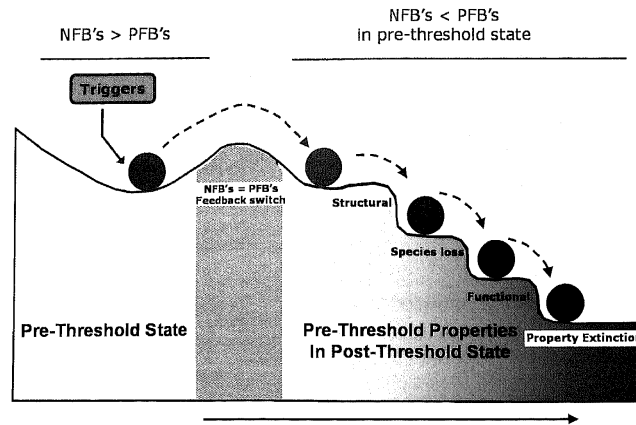 NFB's > PFB's
NFB's < PFB's
in pre-threshold state
Triggers
NFB's = PFB's
Feedback switch
Structural
Species loss
Functional
Property Extinction
Pre-Threshold State
Pre-Threshold Properties
In Post-Threshold State